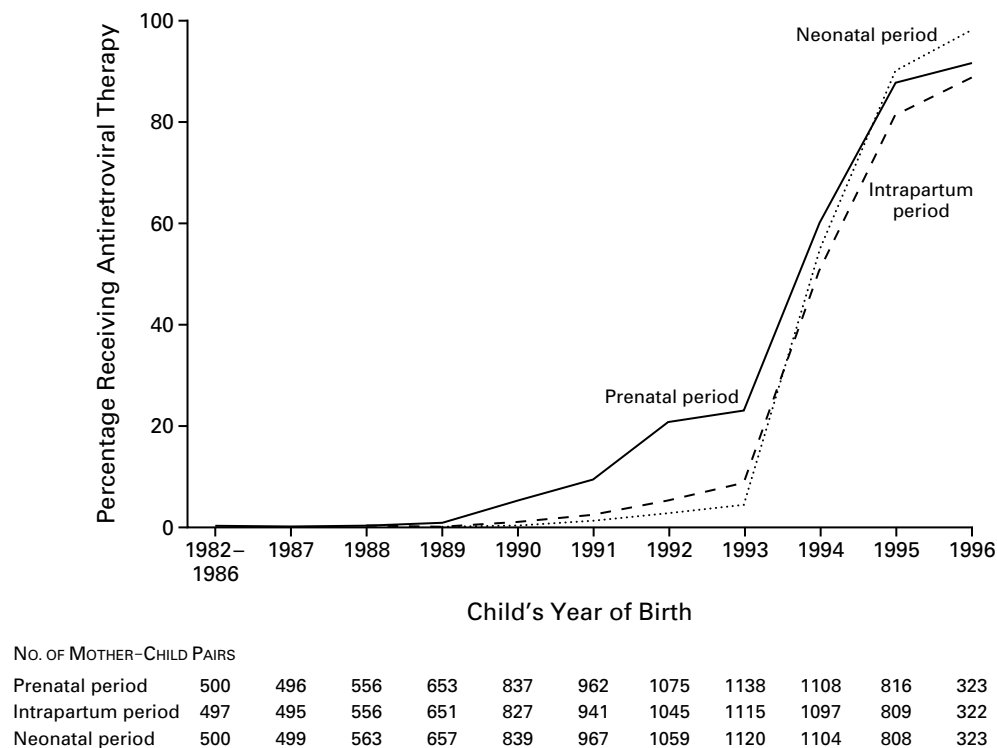 Percentage Receiving Antiretroviral Therapy
100
80
60
40
20
0
Neonatal period
Intrapartum
period
Prenatal period
1982–
1986
1987 1988 1989 1990 1991 1992 1993 1994 1995 1996
Child's Year of Birth
NO. OF MOTHER–CHILD PAIRS
Prenatal period 500 496 556 653 837 962 1075 1138 1108 816 323
Intrapartum period 497 495 556 651 827 941 1045 1115 1097 809 322
Neonatal period 500 499 563 657 839 967 1059 1120 1104 808 323